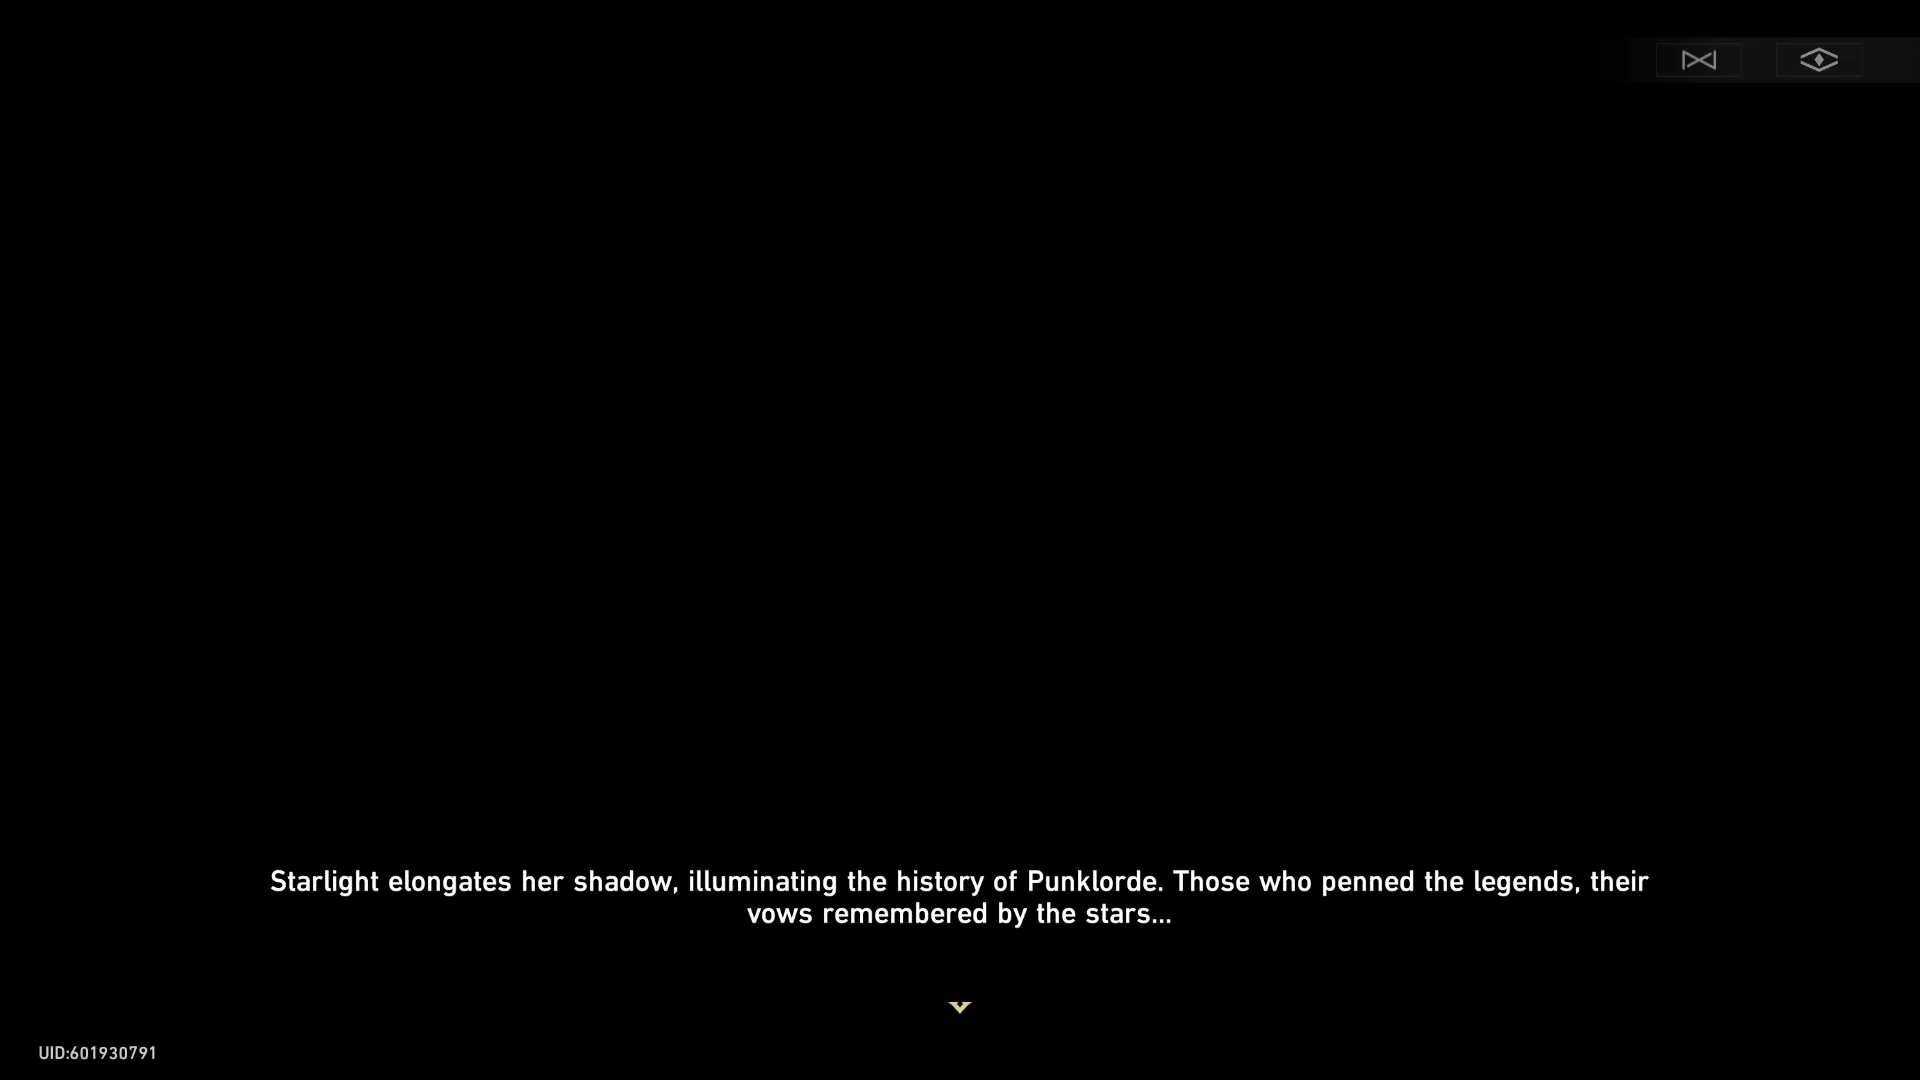 Starlight elongates her shadow, illuminating the history of Punklorde. Those who penned the legends, their
vows remembered by the stars...
UID:601930791